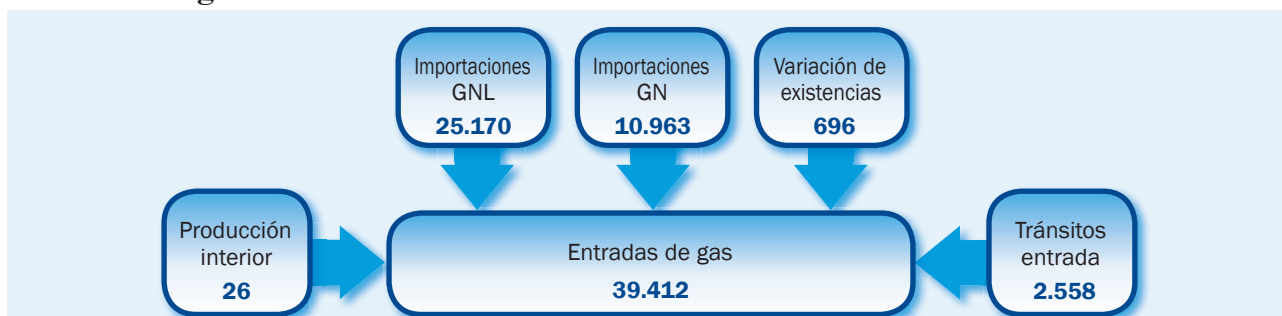 Importaciones
GNL
25.170
Importaciones
GN
10.963
Variación de
existencias
696
Producción
interior
26
Entradas de gas
39.412
Tránsitos
entrada
2.558